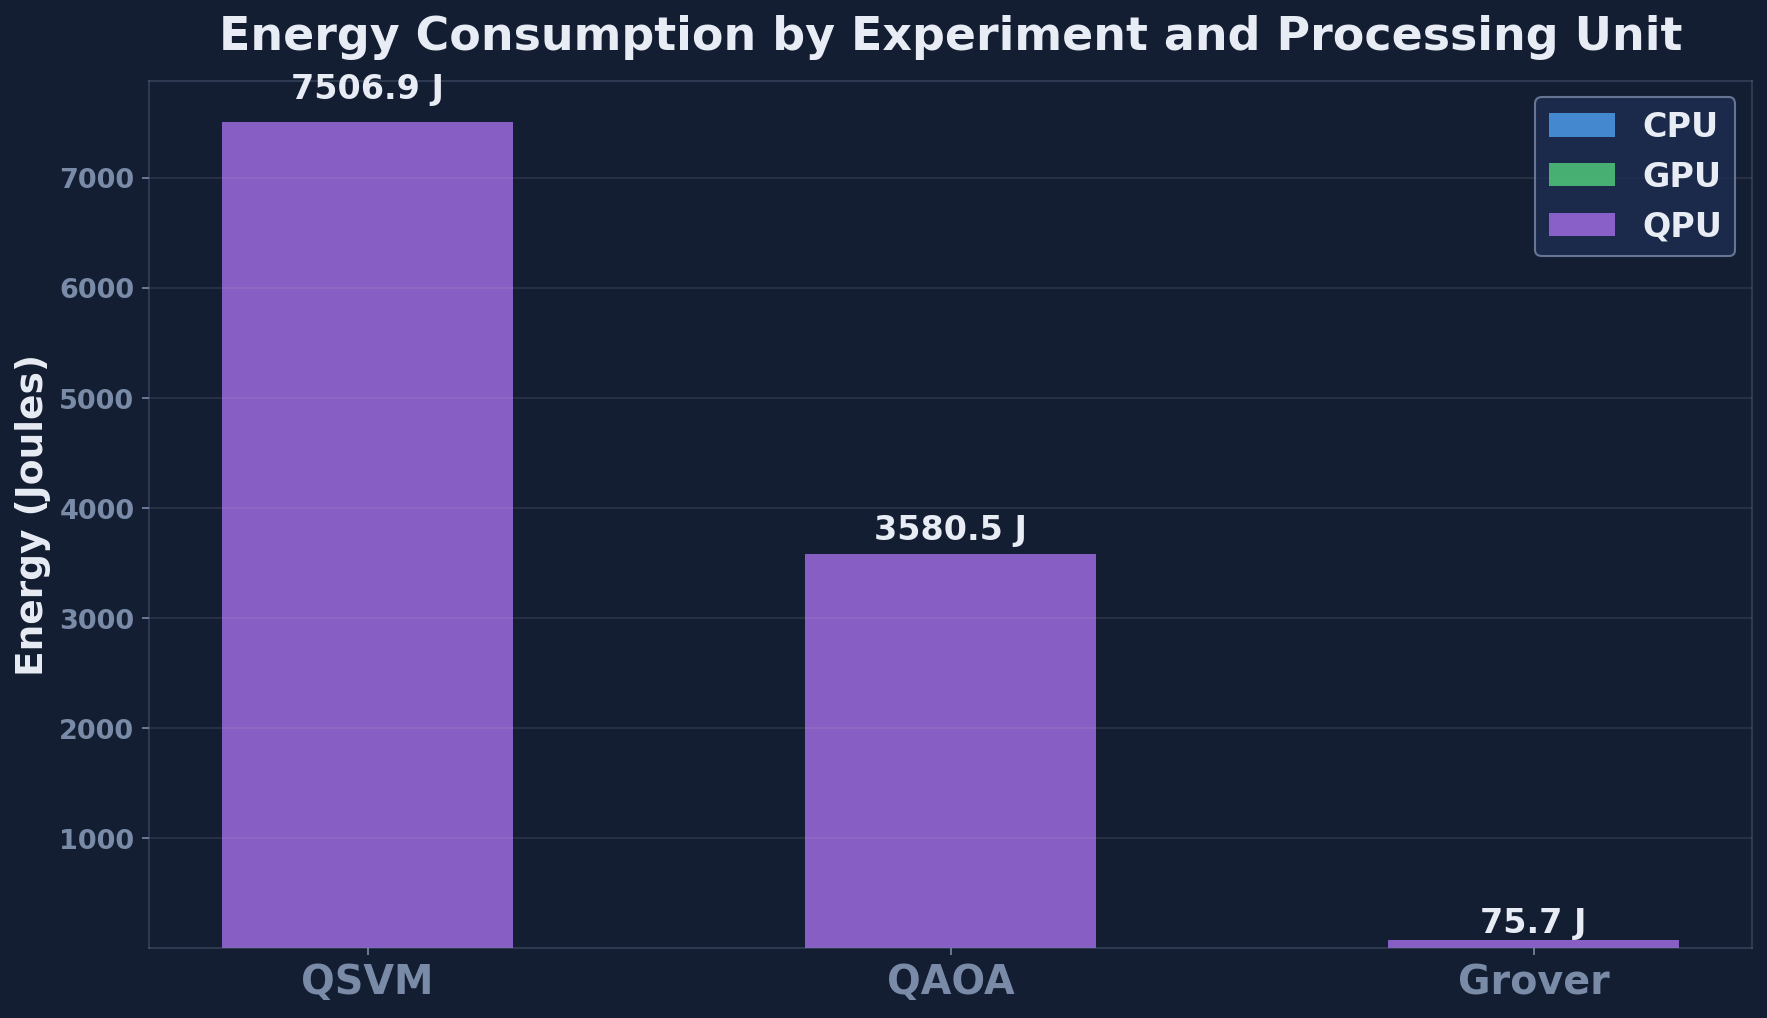 Energy Consumption by Experiment and Processing Unit
7506.9 J
CPU
GPU
QPU
7000
6000
5000
4000
3000
2000
1000
Energy (Joules)
3580.5 J
75.7 J
QSVM
QAOA
Grover